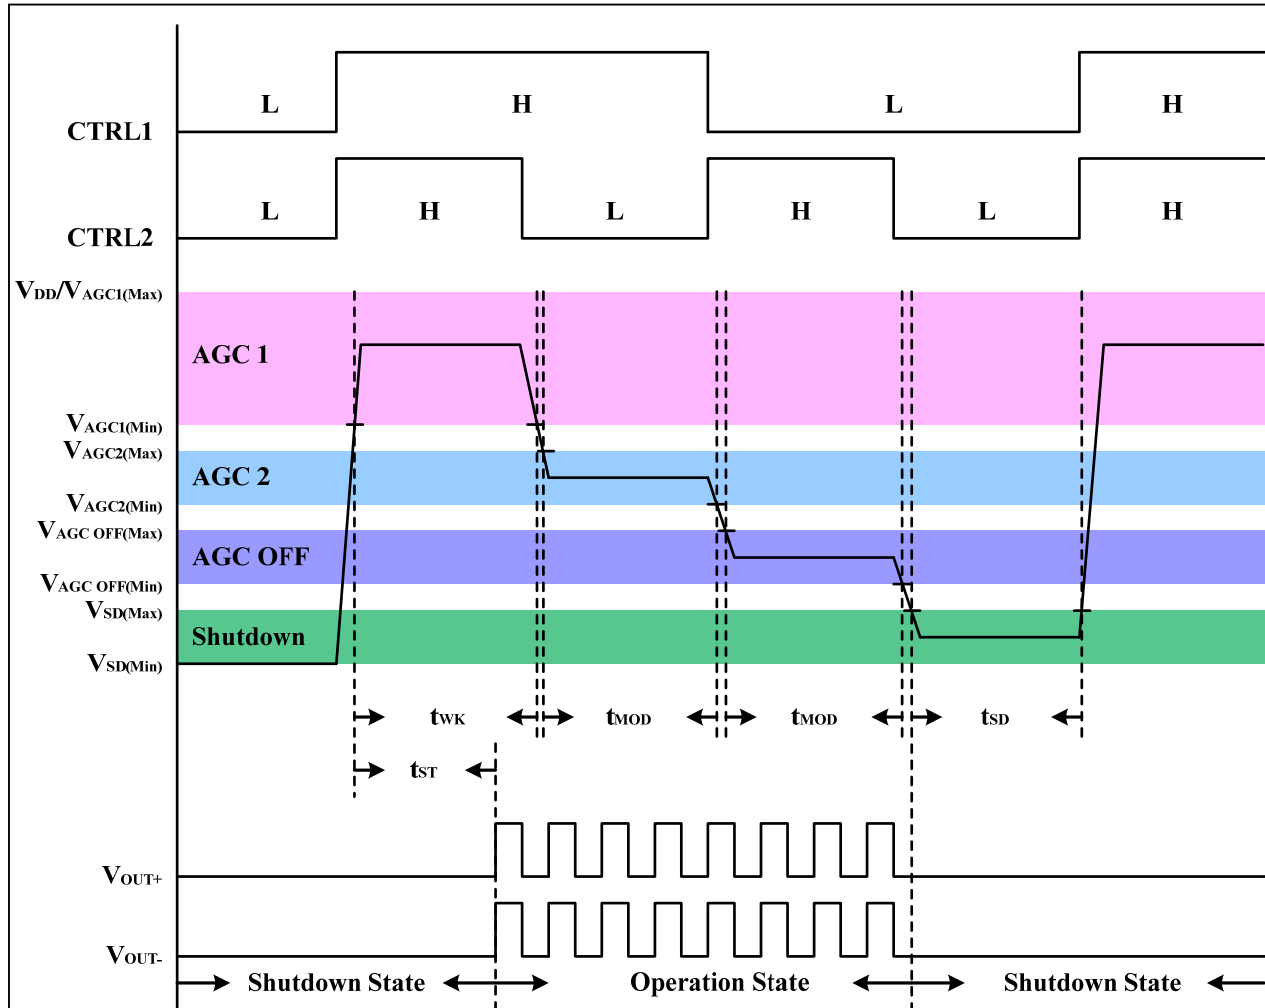 L H L H
CTRL1
L H L H L H
CTRL2
VDD/VAGC1(Max)
AGC 1
VAGC1(Min)
VAGC2(Max)
AGC 2
VAGC2(Min)
VAGC OFF(Max)
AGC OFF
VAGC OFF(Min)
VSD(Max)
Shutdown
VSD(Min)
tWK tMOD tMOD tSD
tST
VOUT+
VOUT-
Shutdown State Operation State Shutdown State